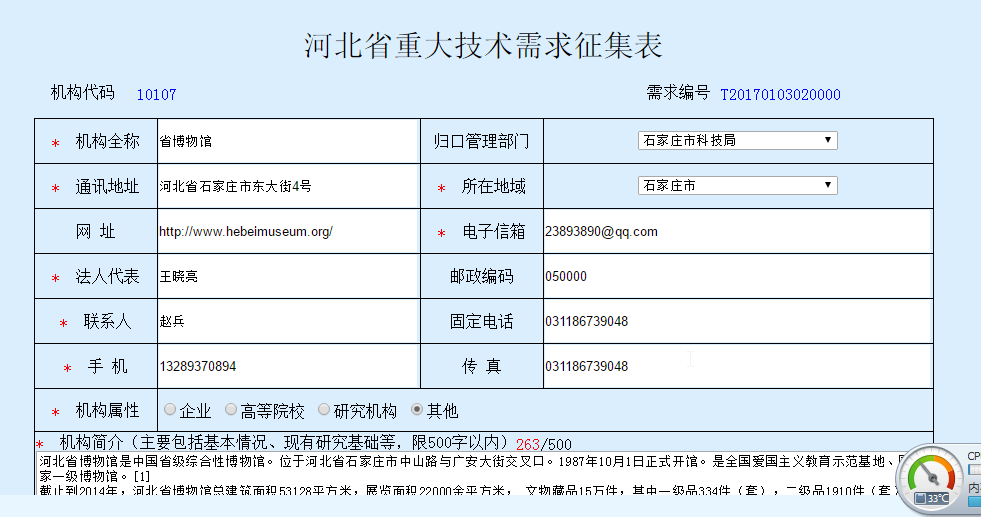 河北省重大技术需求征集表
机构代码 10107 需求编号 T20170103020000
* 机构全称 省博物馆 归口管理部门 石家庄市科技局
* 通讯地址 河北省石家庄市东大街4号 * 所在地域 石家庄市
网 址 http://www.hebeimuseum.org/ * 电子信箱 23893890@qq.com
* 法人代表 王晓亮 邮政编码 050000
* 联系人 赵兵 固定电话 031186739048
* 手 机 13289370894 传 真 031186739048
* 机构属性 企业 高等院校 研究机构 其他
* 机构简介（主要包括基本情况、现有研究基础等，限500字以内）263/500
河北省博物馆是中国省级综合性博物馆。位于河北省石家庄市中山路与广安大街交叉口。1987年10月1日正式开馆。是全国爱国主义教育示范基地、
家一级博物馆。[1]
截止到2014年，河北省博物馆总建筑面积53128平方米，展览面积22000余平方米， 文物藏品15万件，其中一级品334件（套），二级品1910件（套
CP
33℃
内